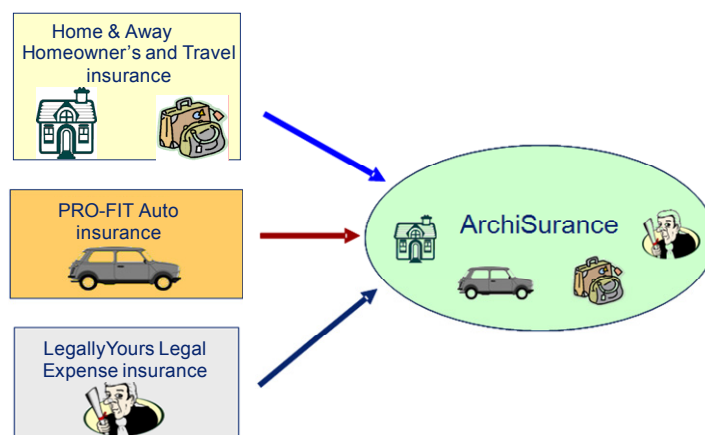 Home & Away
Homeowner's and Travel
insurance
PRO-FIT Auto
insurance
LegallyYours Legal
Expense insurance
ArchiSurance